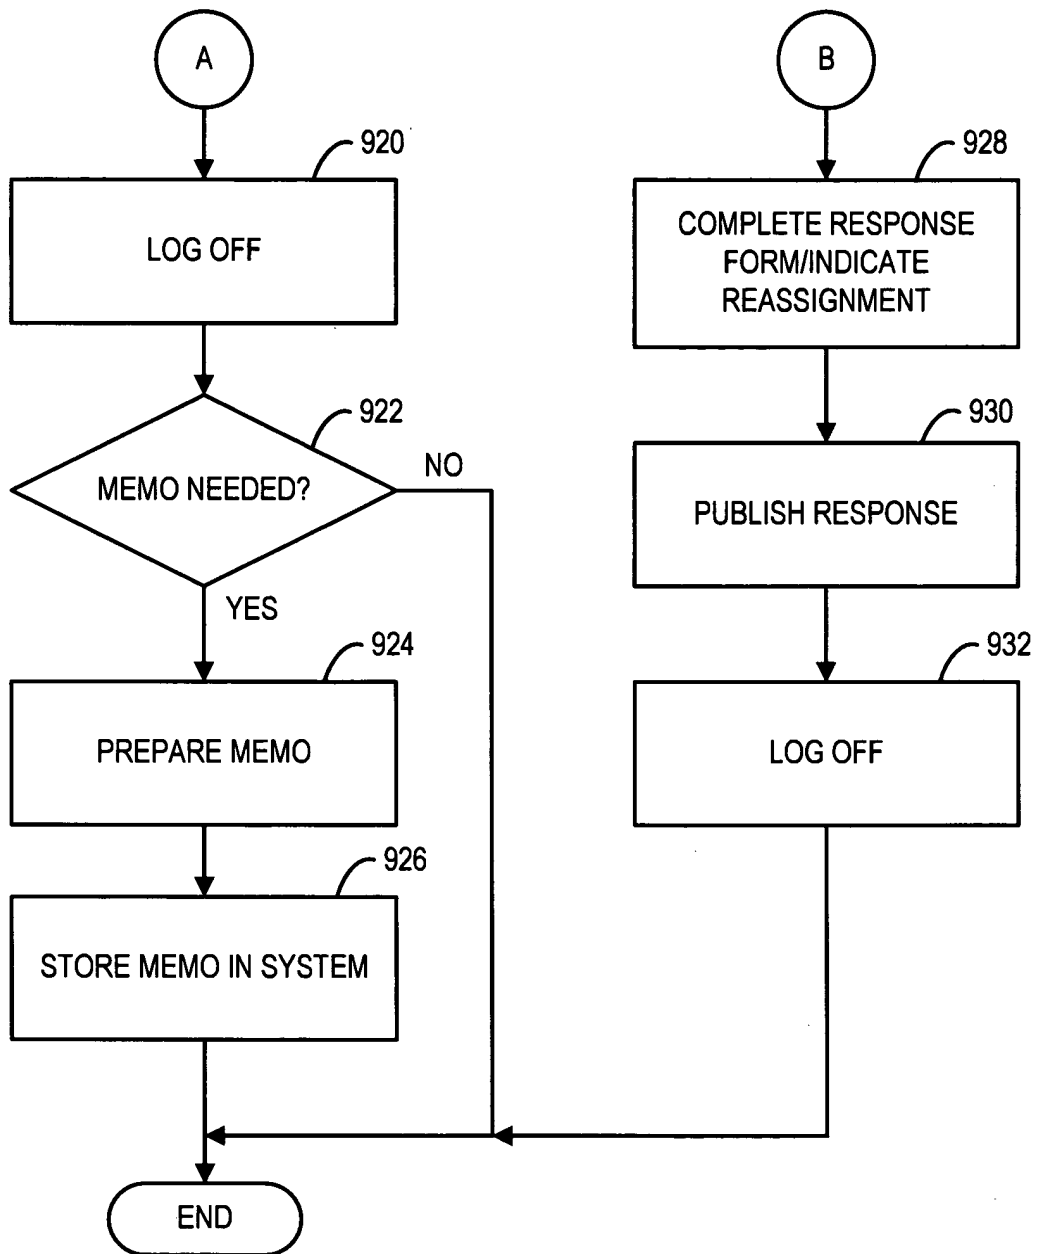 A
920
LOG OFF
922
MEMO NEEDED?
NO
YES
924
PREPARE MEMO
926
STORE MEMO IN SYSTEM
END
B
928
COMPLETE RESPONSE
FORM/INDICATE
REASSIGNMENT
930
PUBLISH RESPONSE
932
LOG OFF